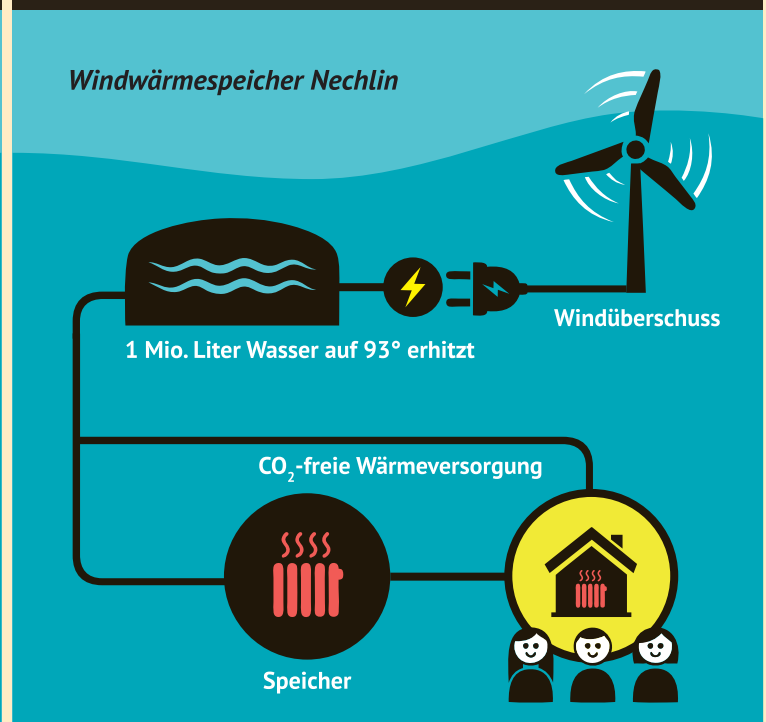 Windwärmespeicher Nechlin
Windüberschuss
1 Mio. Liter Wasser auf 93° erhitzt
CO₂-freie Wärmeversorgung
Speicher